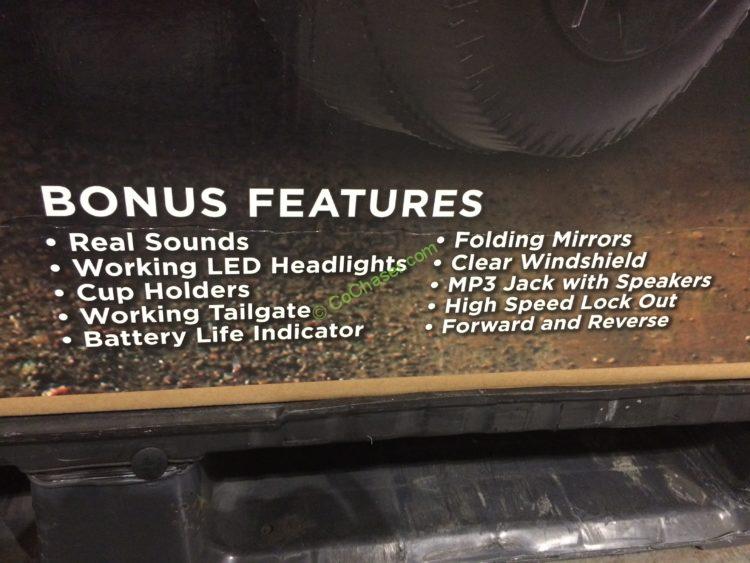 BONUS FEATURES
• Real Sounds
• Working LED Headlights
• Cup Holders
• Working Tailgate
• Battery Life Indicator
• Folding Mirrors
• Clear Windshield
• MP3 Jack with Speakers
• High Speed Lock Out
• Forward and Reverse
© CoChaser.com